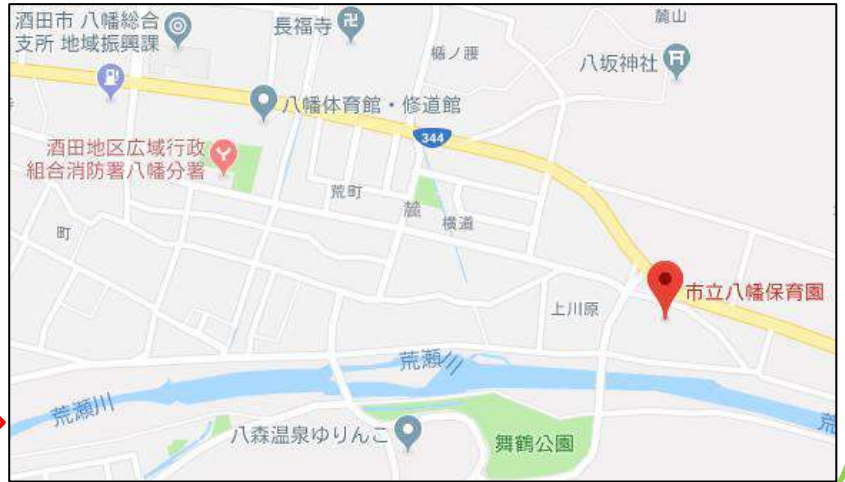 酒田市 八幡総合
支所 地域振興課
長福寺
麓山
楯ノ腰
八坂神社
八幡体育館・修道館
344
酒田地区広域行政
組合消防署八幡分署
荒町
麓
横道
町
市立八幡保育園
上川原
荒瀬川
荒瀬川
荒
八森温泉ゆりんこ
舞鶴公園